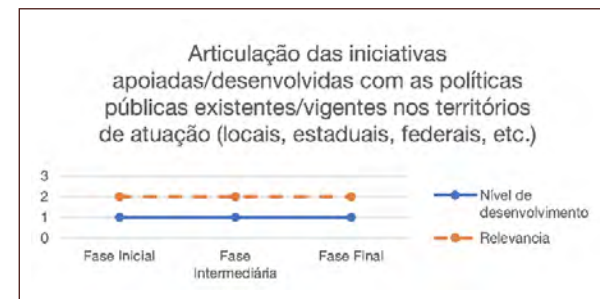 Articulação das iniciativas
apoiadas/desenvolvidas com as políticas
públicas existentes/vigentes nos territórios
de atuação (locais, estaduais, federais, etc.)
3
2
1
0
Fase Inicial
Fase
Intermediária
Fase Final
Nível de
desenvolvimento
Relevancia